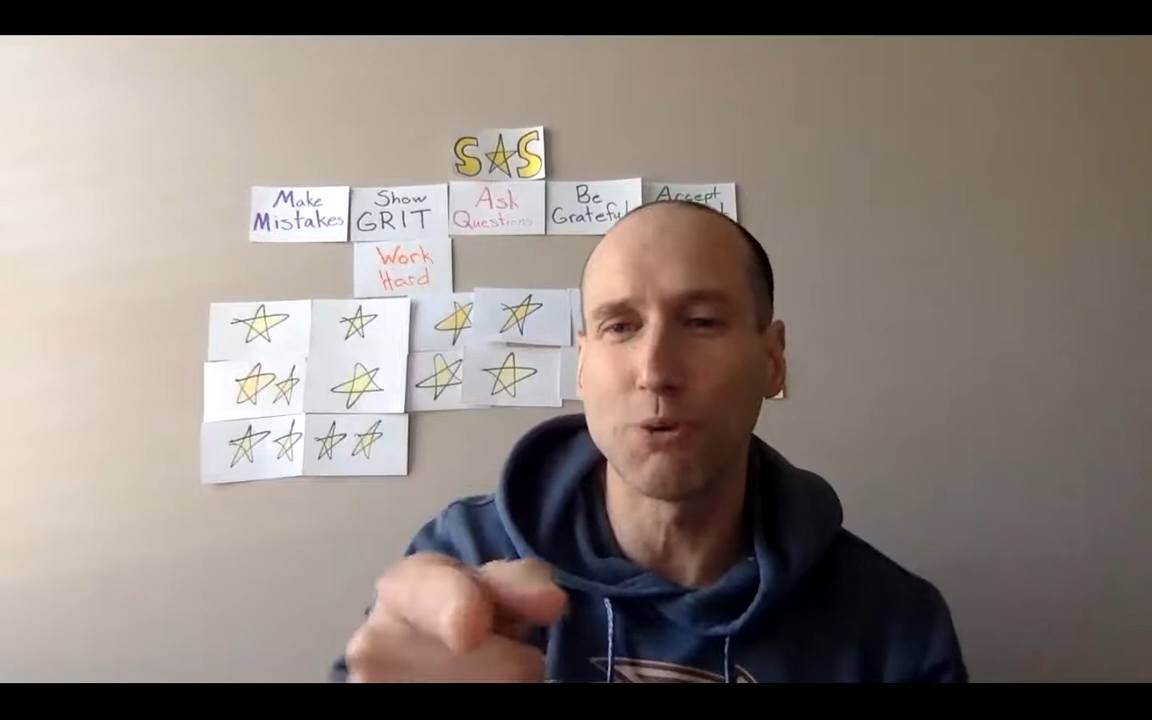 S☆S
Make
Mistakes
Show
GRIT
Ask
Questions
Be
Grateful
Accept
Work
Hard